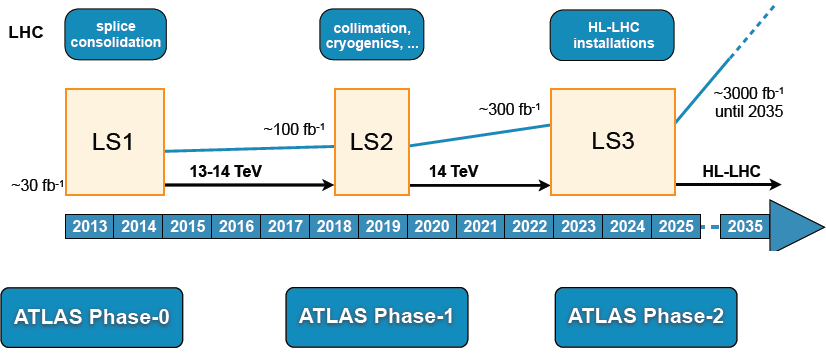 LHC
splice
consolidation
collimation,
cryogenics, ...
HL-LHC
installations
~3000 fb⁻¹
until 2035
~300 fb⁻¹
~100 fb⁻¹
LS1
LS2
LS3
13-14 TeV
14 TeV
HL-LHC
~30 fb⁻¹
2013 2014 2015 2016 2017 2018 2019 2020 2021 2022 2023 2024 2025 2035
ATLAS Phase-0
ATLAS Phase-1
ATLAS Phase-2